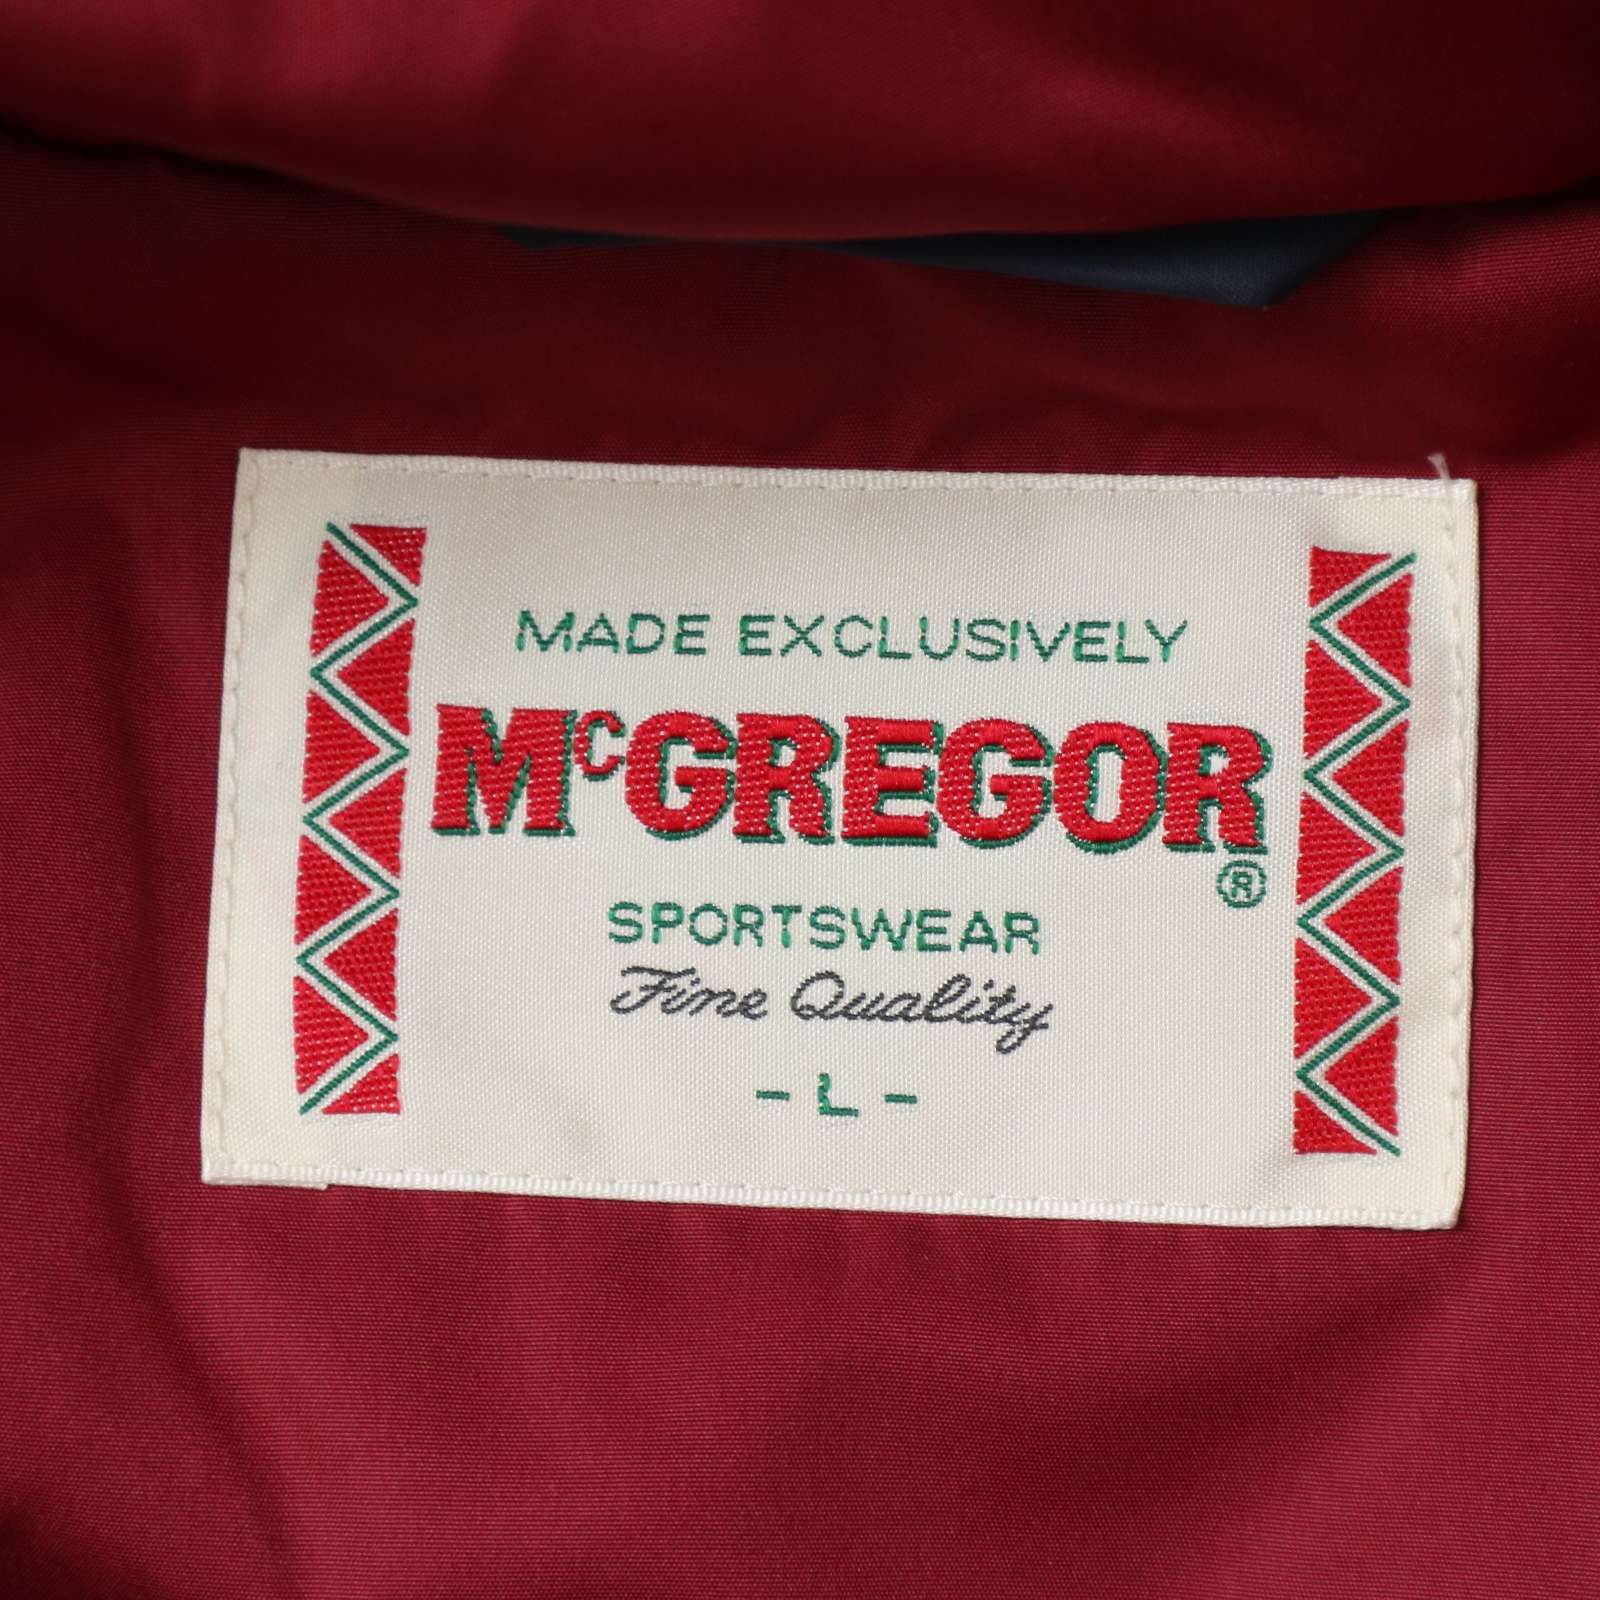 MADE EXCLUSIVELY
McGREGOR
®
SPORTSWEAR
Fine Quality
- L -